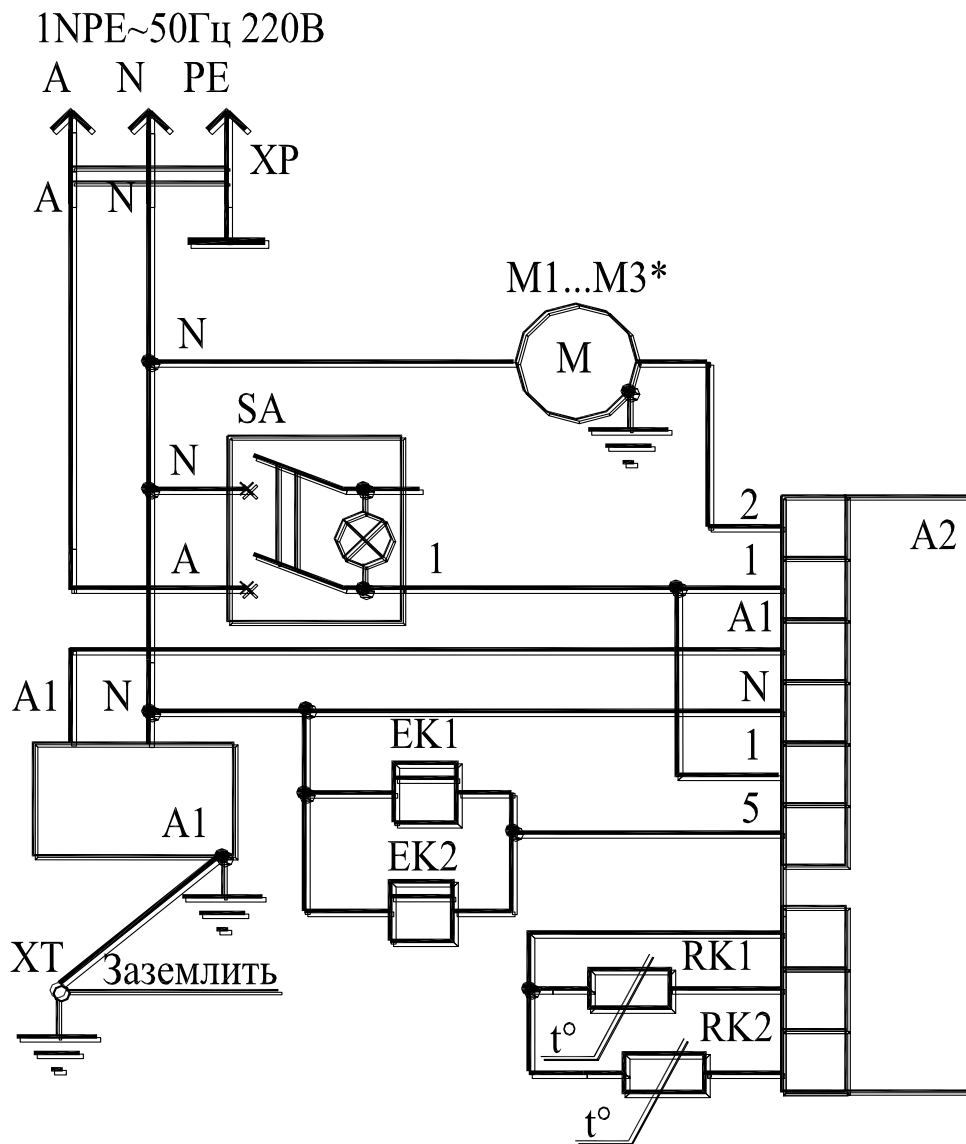 1NPE~50Гц 220В
A N PE
XP
A N
M1...M3*
N
M
SA
N
2
A2
A 1
1
A1
A1 N
N
EK1
1
5
A1
EK2
XT
Заземлить
RK1
t°
RK2
t°